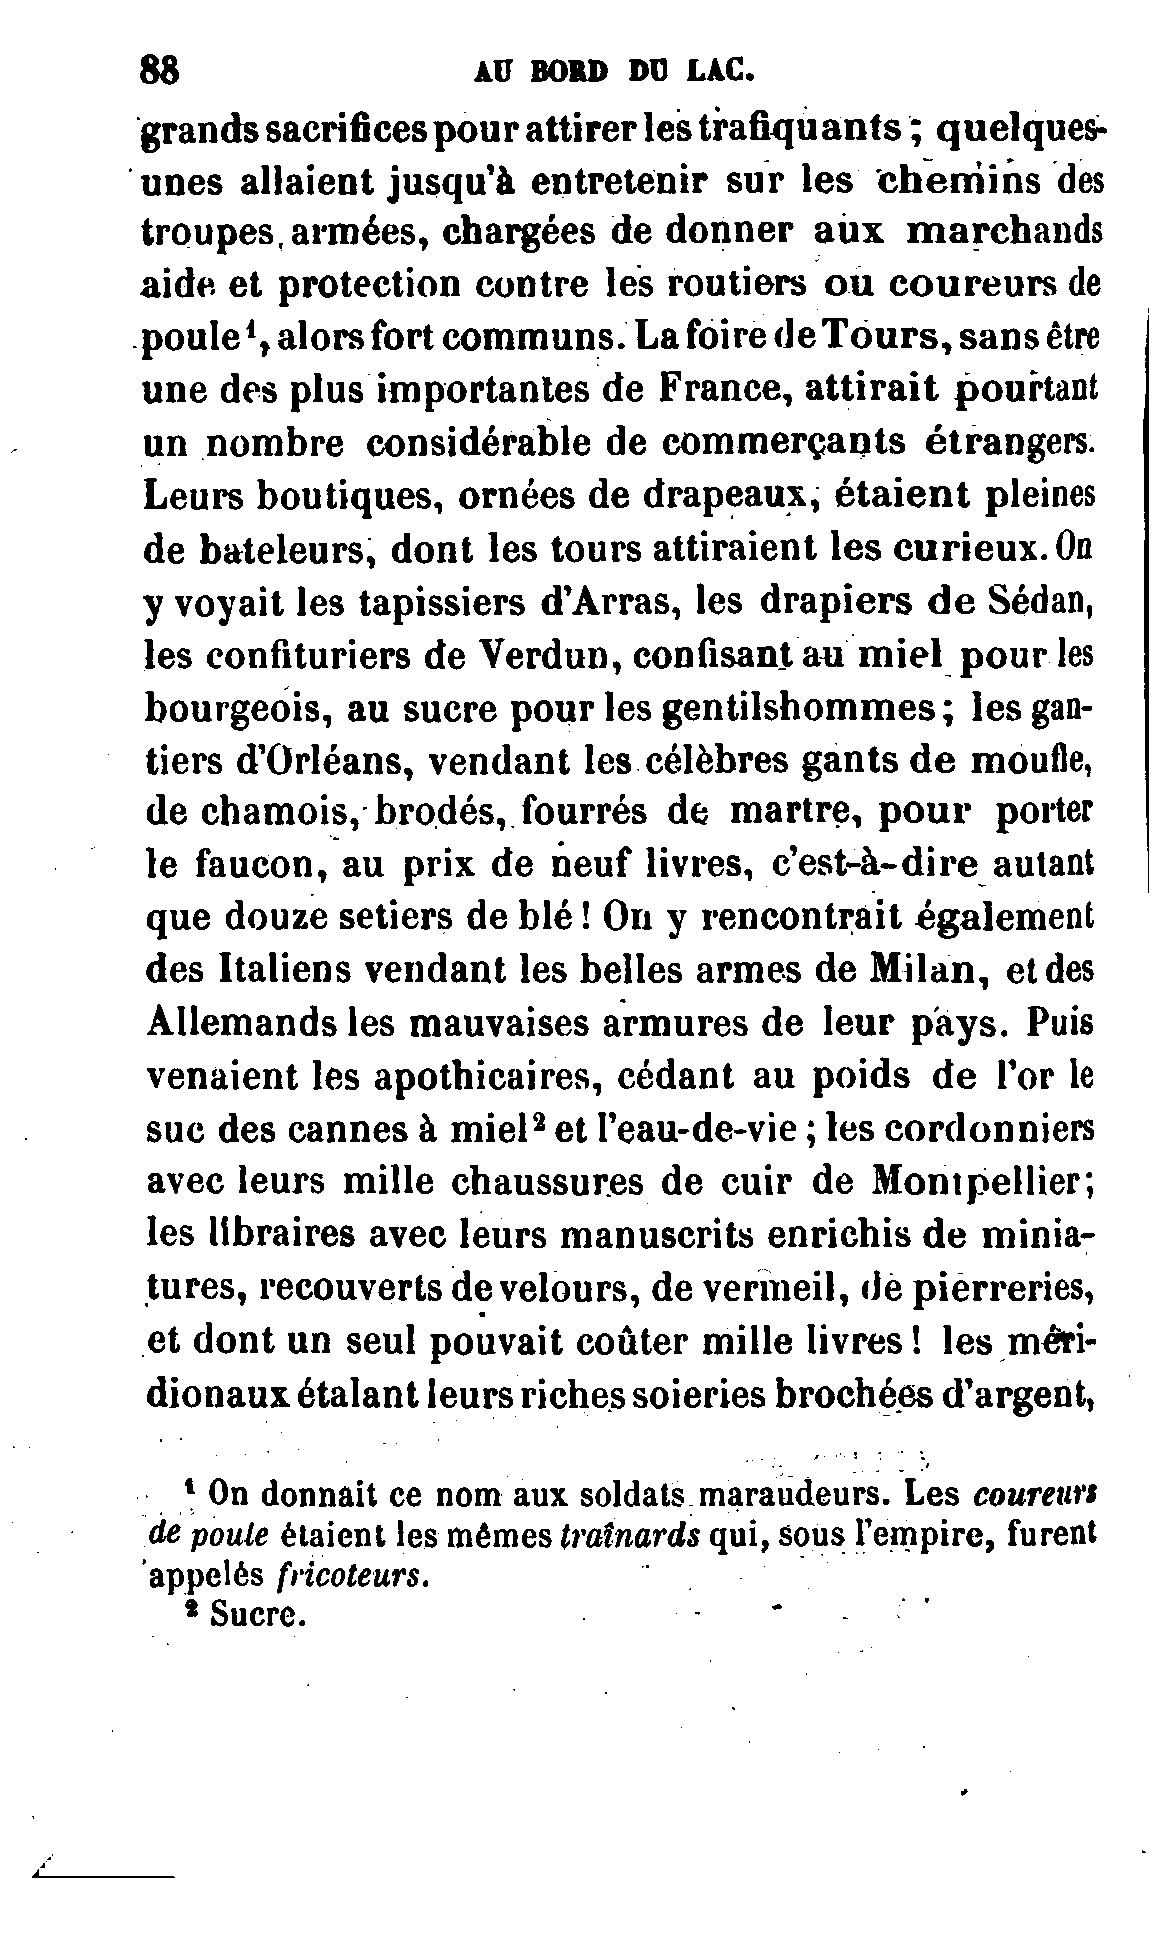 88 AU BORD DU LAC.
grands sacrifices pour attirer les trafiquants ; quelques-
unes allaient jusqu'à entretenir sur les chemins des
troupes armées, chargées de donner aux marchands
aide et protection contre les routiers ou coureurs de
poule¹, alors fort communs. La foire de Tours, sans être
une des plus importantes de France, attirait pourtant
un nombre considérable de commerçants étrangers.
Leurs boutiques, ornées de drapeaux, étaient pleines
de bateleurs, dont les tours attiraient les curieux. On
y voyait les tapissiers d'Arras, les drapiers de Sédan,
les confituriers de Verdun, confisant au miel pour les
bourgeois, au sucre pour les gentilshommes ; les gan-
tiers d'Orléans, vendant les célèbres gants de moufle,
de chamois, brodés, fourrés de martre, pour porter
le faucon, au prix de neuf livres, c'est-à-dire autant
que douze setiers de blé ! On y rencontrait également
des Italiens vendant les belles armes de Milan, et des
Allemands les mauvaises armures de leur pays. Puis
venaient les apothicaires, cédant au poids de l'or le
suc des cannes à miel² et l'eau-de-vie ; les cordonniers
avec leurs mille chaussures de cuir de Montpellier;
les libraires avec leurs manuscrits enrichis de minia-
tures, recouverts de velours, de vermeil, de pierreries,
et dont un seul pouvait coûter mille livres ! les méri-
dionaux étalant leurs riches soieries brochées d'argent,
¹ On donnait ce nom aux soldats maraudeurs. Les coureurs
de poule étaient les mêmes traînards qui, sous l'empire, furent
appelés fricoteurs.
² Sucre.